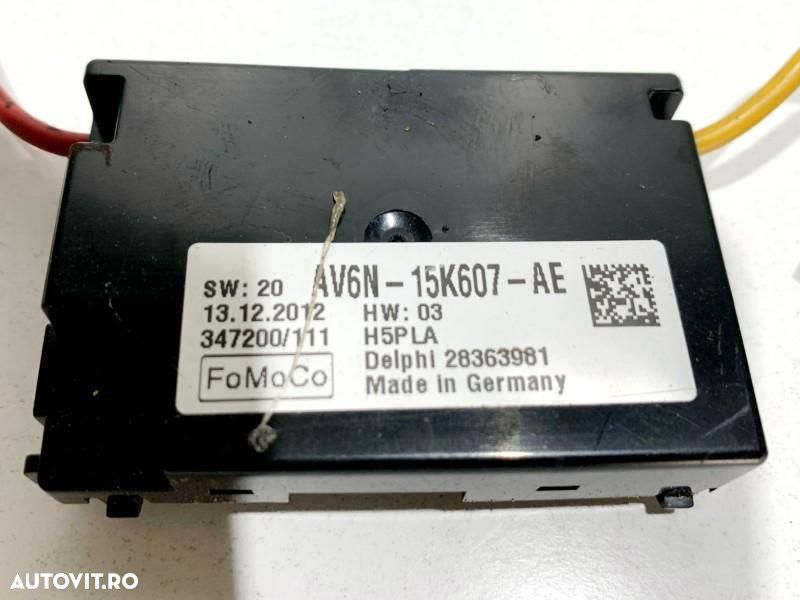 SW: 20 AV6N-15K607-AE
13.12.2012 HW: 03
347200/111 H5PLA
Delphi 28363981
FoMoCo
Made in Germany
AUTOVIT.RO